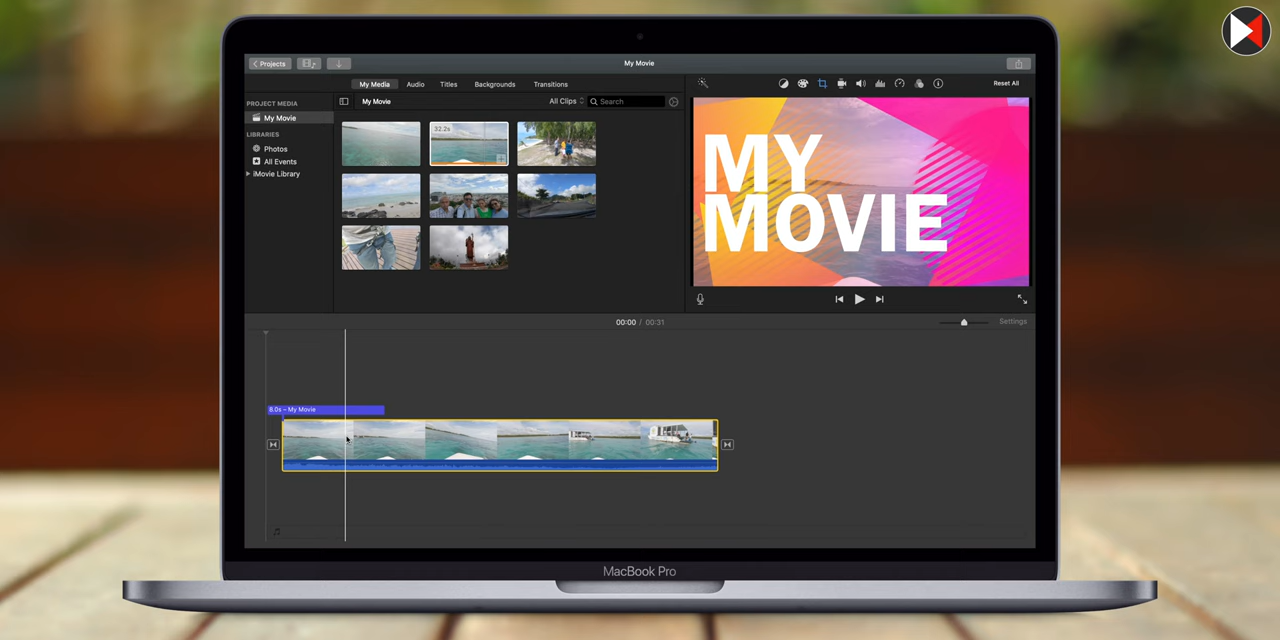 Projects
My Movie
My Media
Audio
Titles
Backgrounds
Transitions
Reset All
PROJECT MEDIA
My Movie
LIBRARIES
Photos
All Events
iMovie Library
My Movie
All Clips
Search
32.2s
MY
MOVIE
00:00 / 00:31
Settings
8.0s – My Movie
MacBook Pro